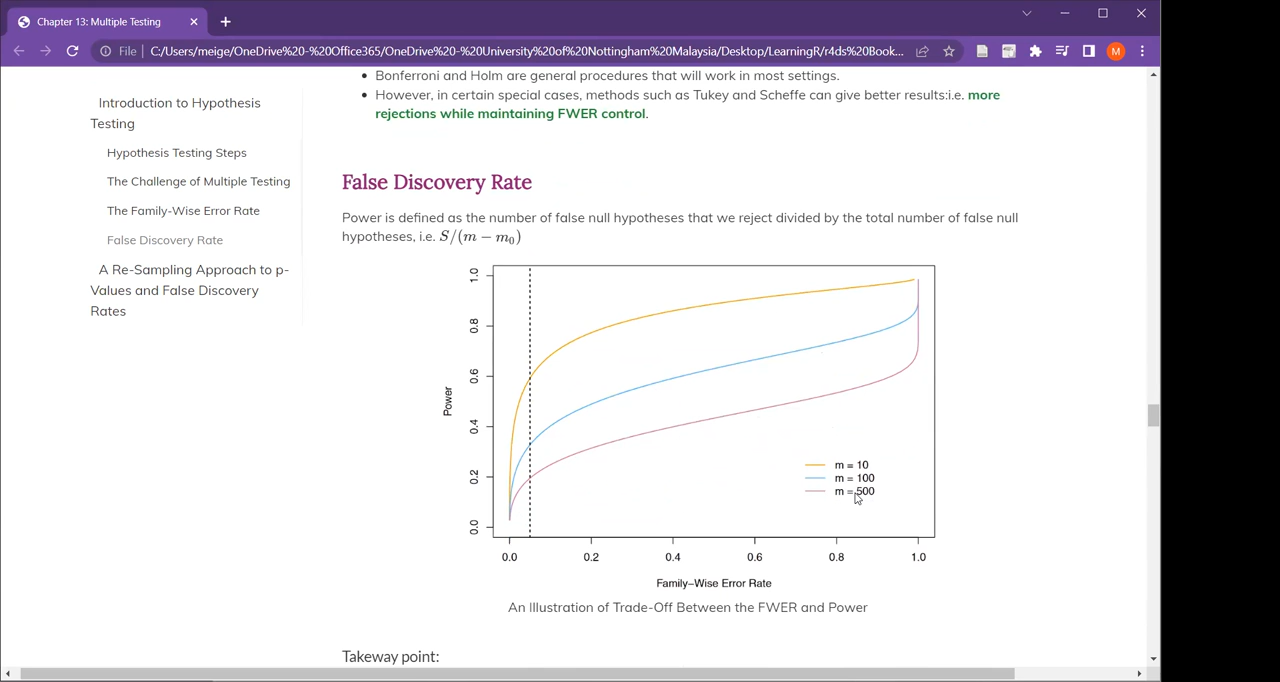 Chapter 13: Multiple Testing
File
C:/Users/meige/OneDrive%20-%20Office365/OneDrive%20-%20University%20of%20Nottingham%20Malaysia/Desktop/LearningR/r4ds%20Book...
M
Introduction to Hypothesis
Testing
Hypothesis Testing Steps
The Challenge of Multiple Testing
The Family-Wise Error Rate
False Discovery Rate
A Re-Sampling Approach to p-
Values and False Discovery
Rates
Bonferroni and Holm are general procedures that will work in most settings.
However, in certain special cases, methods such as Tukey and Scheffe can give better results:i.e. more
rejections while maintaining FWER control.
False Discovery Rate
Power is defined as the number of false null hypotheses that we reject divided by the total number of false null
hypotheses, i.e. S/(m − m₀)
1.0
0.8
0.6
0.4
0.2
0.0
Power
m = 10
m = 100
m = 500
0.0 0.2 0.4 0.6 0.8 1.0
Family−Wise Error Rate
An Illustration of Trade-Off Between the FWER and Power
Takeway point: